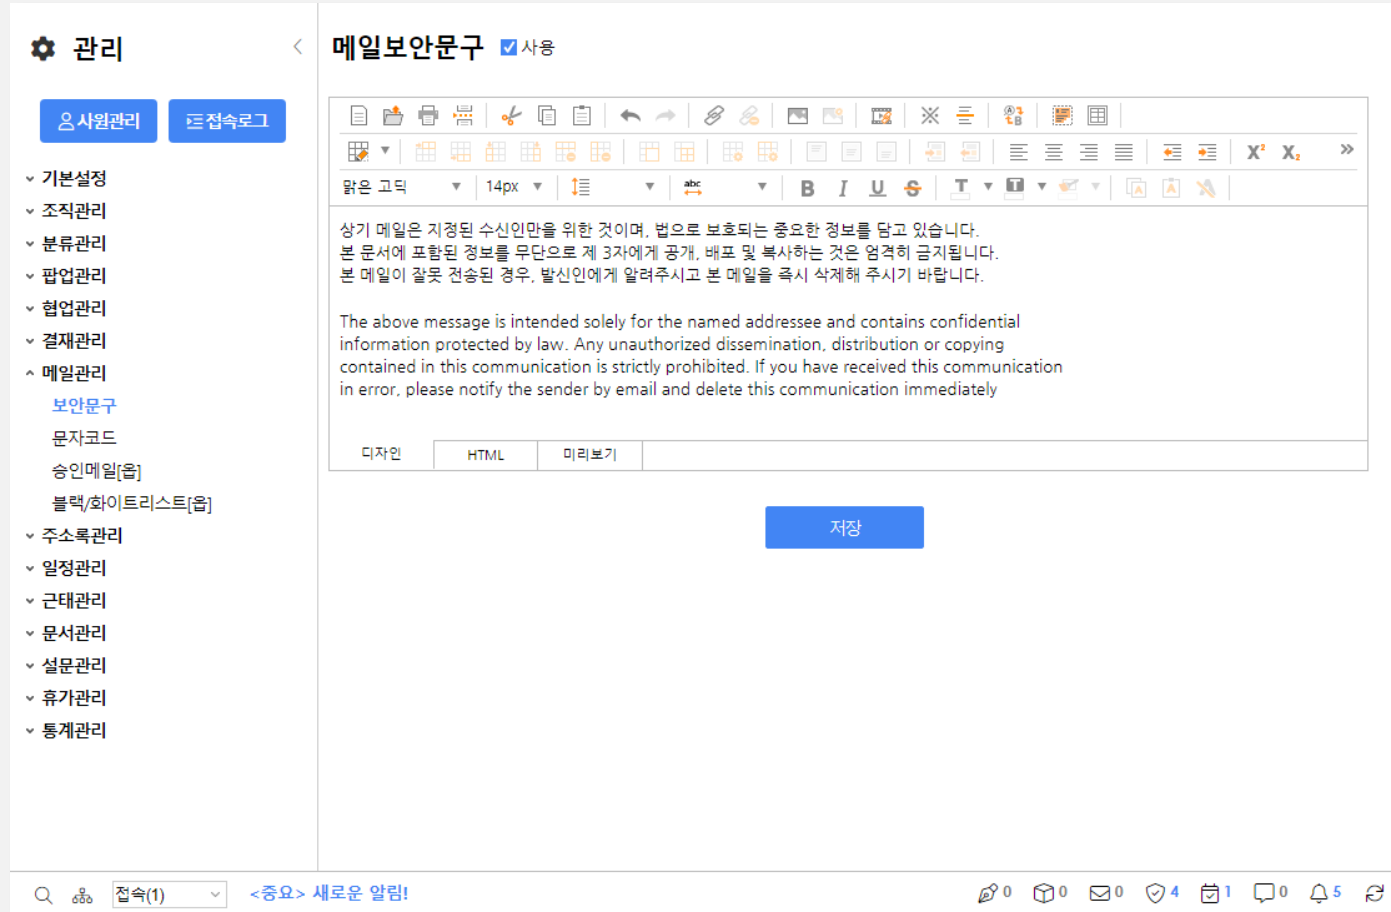 관리
사원관리
접속로그
기본설정
조직관리
분류관리
팝업관리
협업관리
결재관리
메일관리
보안문구
문자코드
승인메일[옵]
블랙/화이트리스트[옵]
주소록관리
일정관리
근태관리
문서관리
설문관리
휴가관리
통계관리
메일보안문구 사용
맑은 고딕 14px abc B I U S T T
상기 메일은 지정된 수신인만을 위한 것이며, 법으로 보호되는 중요한 정보를 담고 있습니다.
본 문서에 포함된 정보를 무단으로 제 3자에게 공개, 배포 및 복사하는 것은 엄격히 금지됩니다.
본 메일이 잘못 전송된 경우, 발신인에게 알려주시고 본 메일을 즉시 삭제해 주시기 바랍니다.
The above message is intended solely for the named addressee and contains confidential
information protected by law. Any unauthorized dissemination, distribution or copying
contained in this communication is strictly prohibited. If you have received this communication
in error, please notify the sender by email and delete this communication immediately
디자인 HTML 미리보기
저장
접속(1) <중요> 새로운 알림! 0 0 0 4 1 0 5